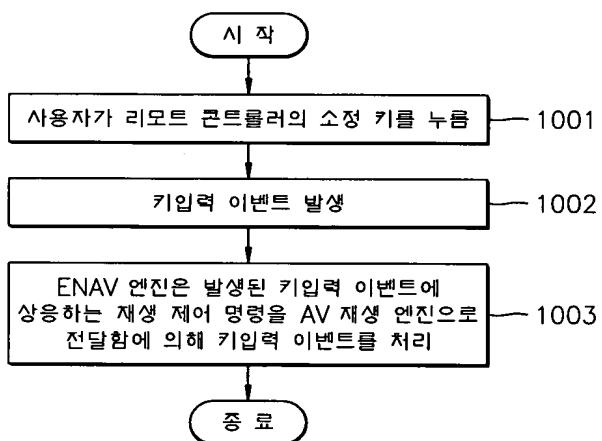 시 작
사용자가 리모트 콘트롤러의 소정 키를 누름
1001
키입력 이벤트 발생
1002
ENAV 엔진은 발생된 키입력 이벤트에
상응하는 재생 제어 명령을 AV 재생 엔진으로
전달함에 의해 키입력 이벤트를 처리
1003
종 료